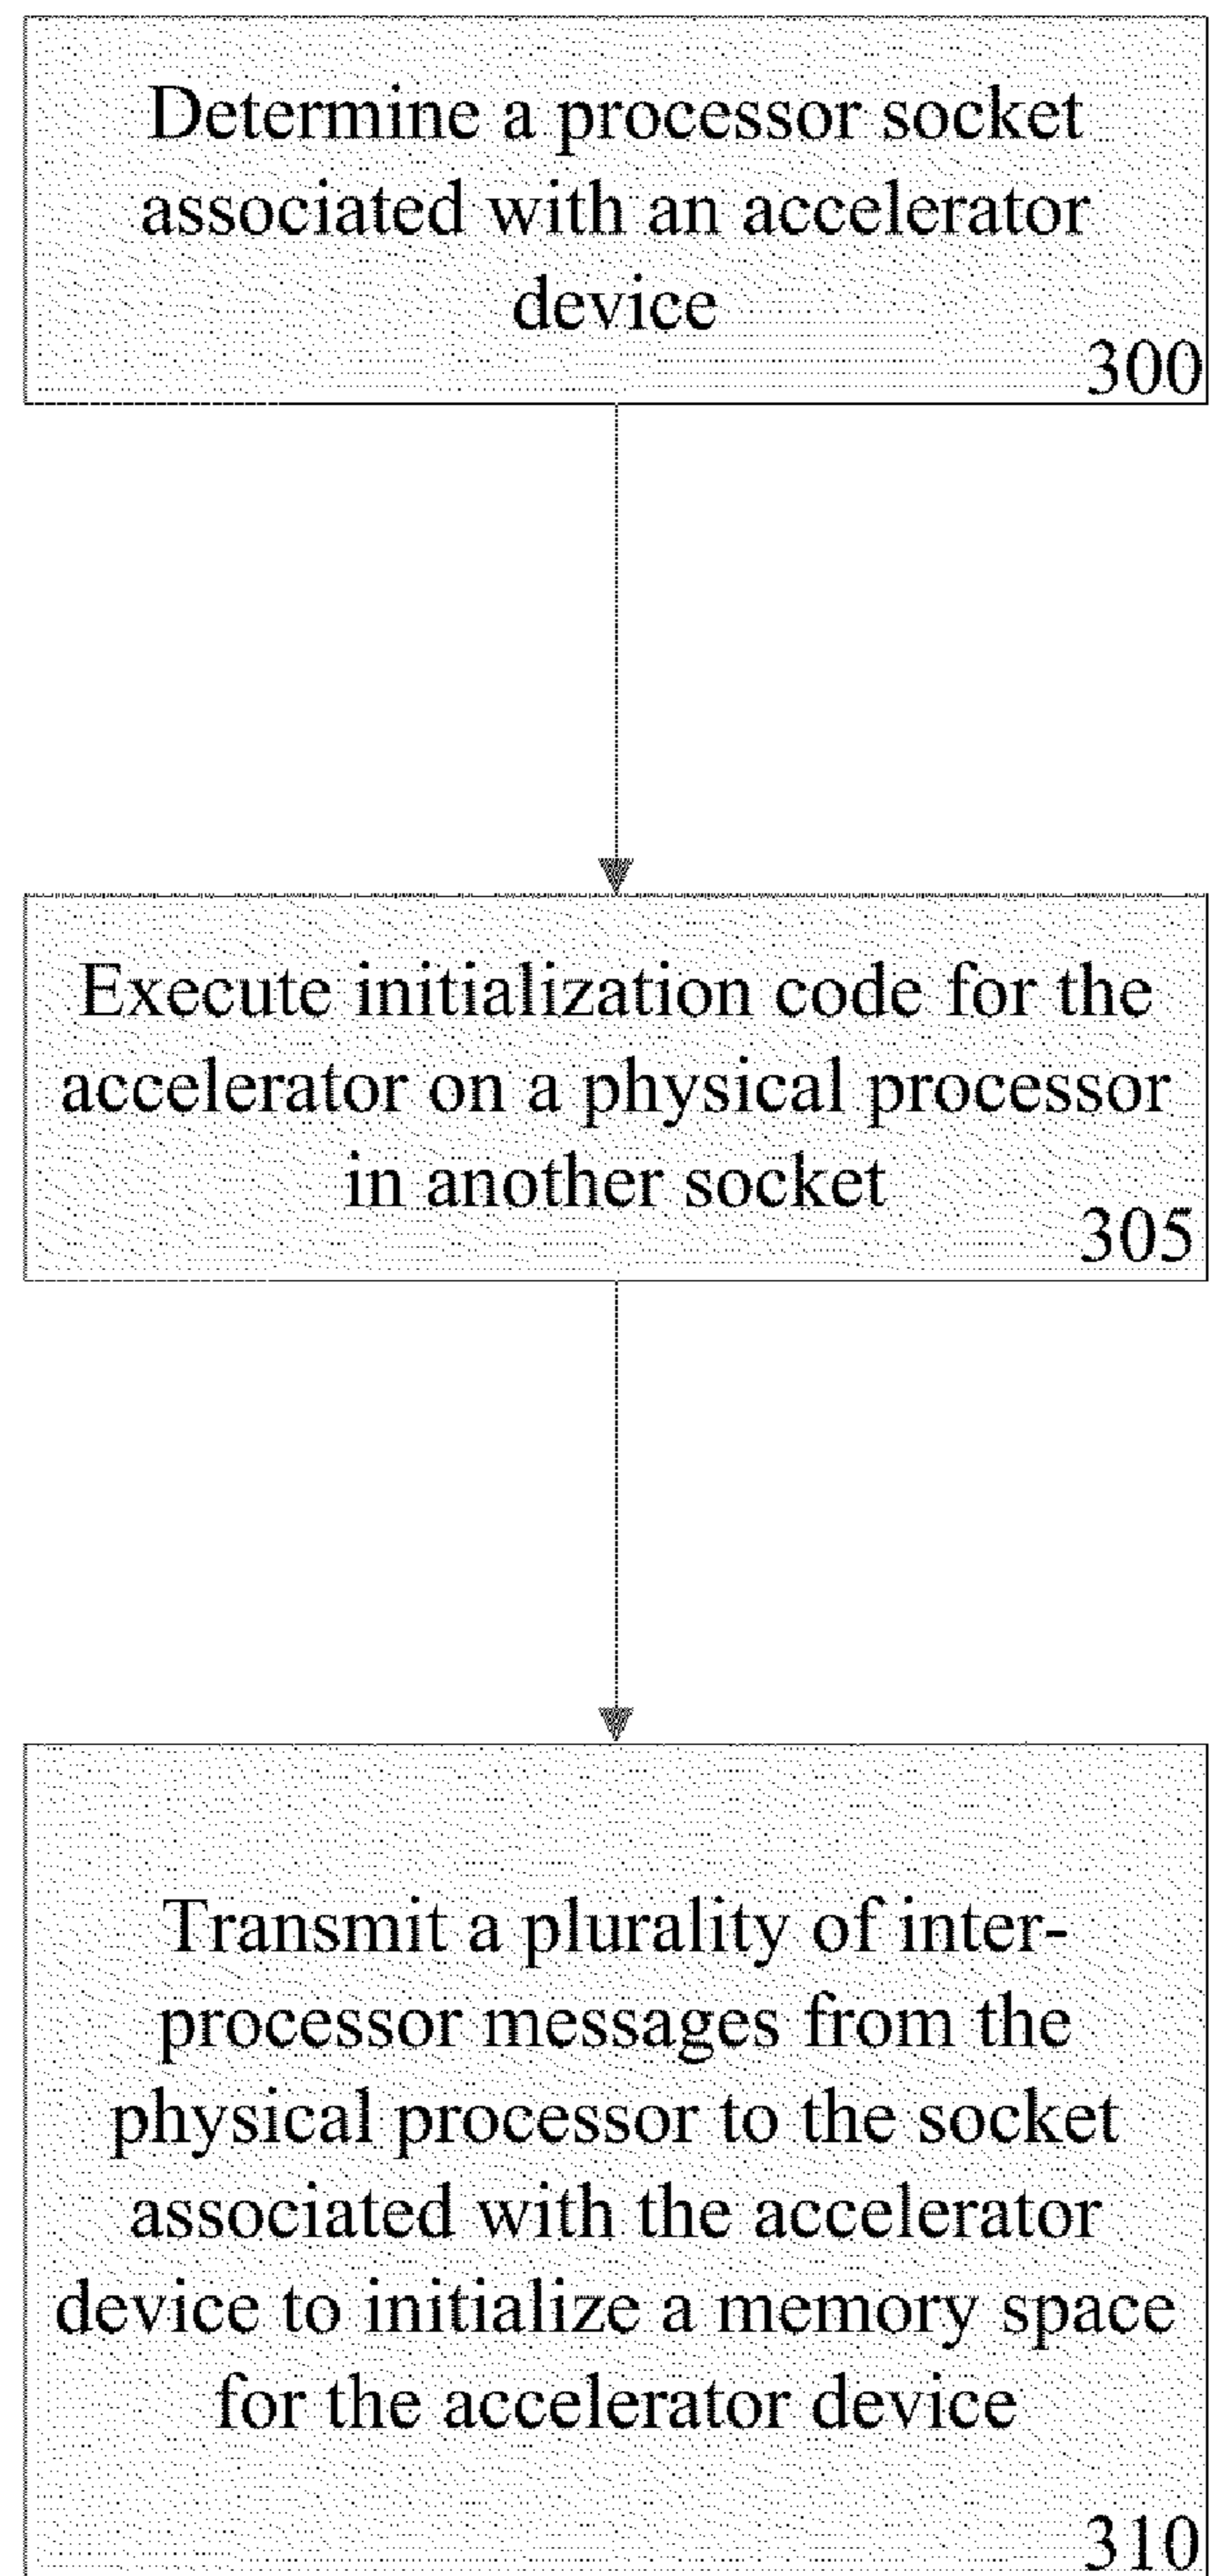 Determine a processor socket
associated with an accelerator
device
300
Execute initialization code for the
accelerator on a physical processor
in another socket
305
Transmit a plurality of inter-
processor messages from the
physical processor to the socket
associated with the accelerator
device to initialize a memory space
for the accelerator device
310